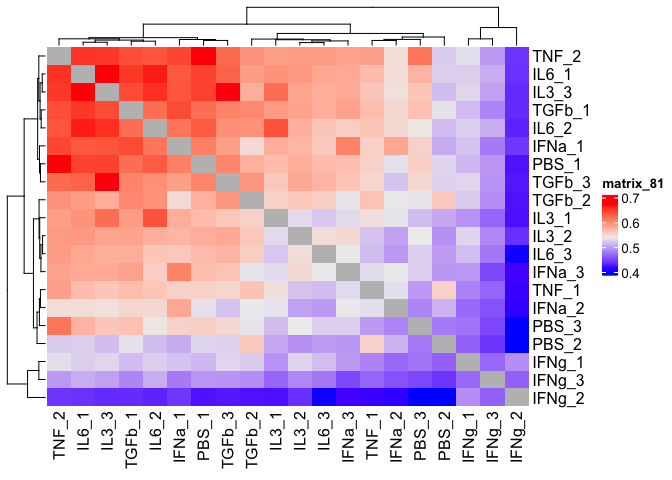 TNF_2
IL6_1
IL3_3
TGFb_1
IL6_2
IFNa_1
PBS_1
TGFb_3
TGFb_2
IL3_1
IL3_2
IL6_3
IFNa_3
TNF_1
IFNa_2
PBS_3
PBS_2
IFNg_1
IFNg_3
IFNg_2
matrix_81
0.7
0.6
0.5
0.4
TNF_2 IL6_1 IL3_3 TGFb_1 IL6_2 IFNa_1 PBS_1 TGFb_3 TGFb_2 IL3_1 IL3_2 IL6_3 IFNa_3 TNF_1 IFNa_2 PBS_3 PBS_2 IFNg_1 IFNg_3 IFNg_2